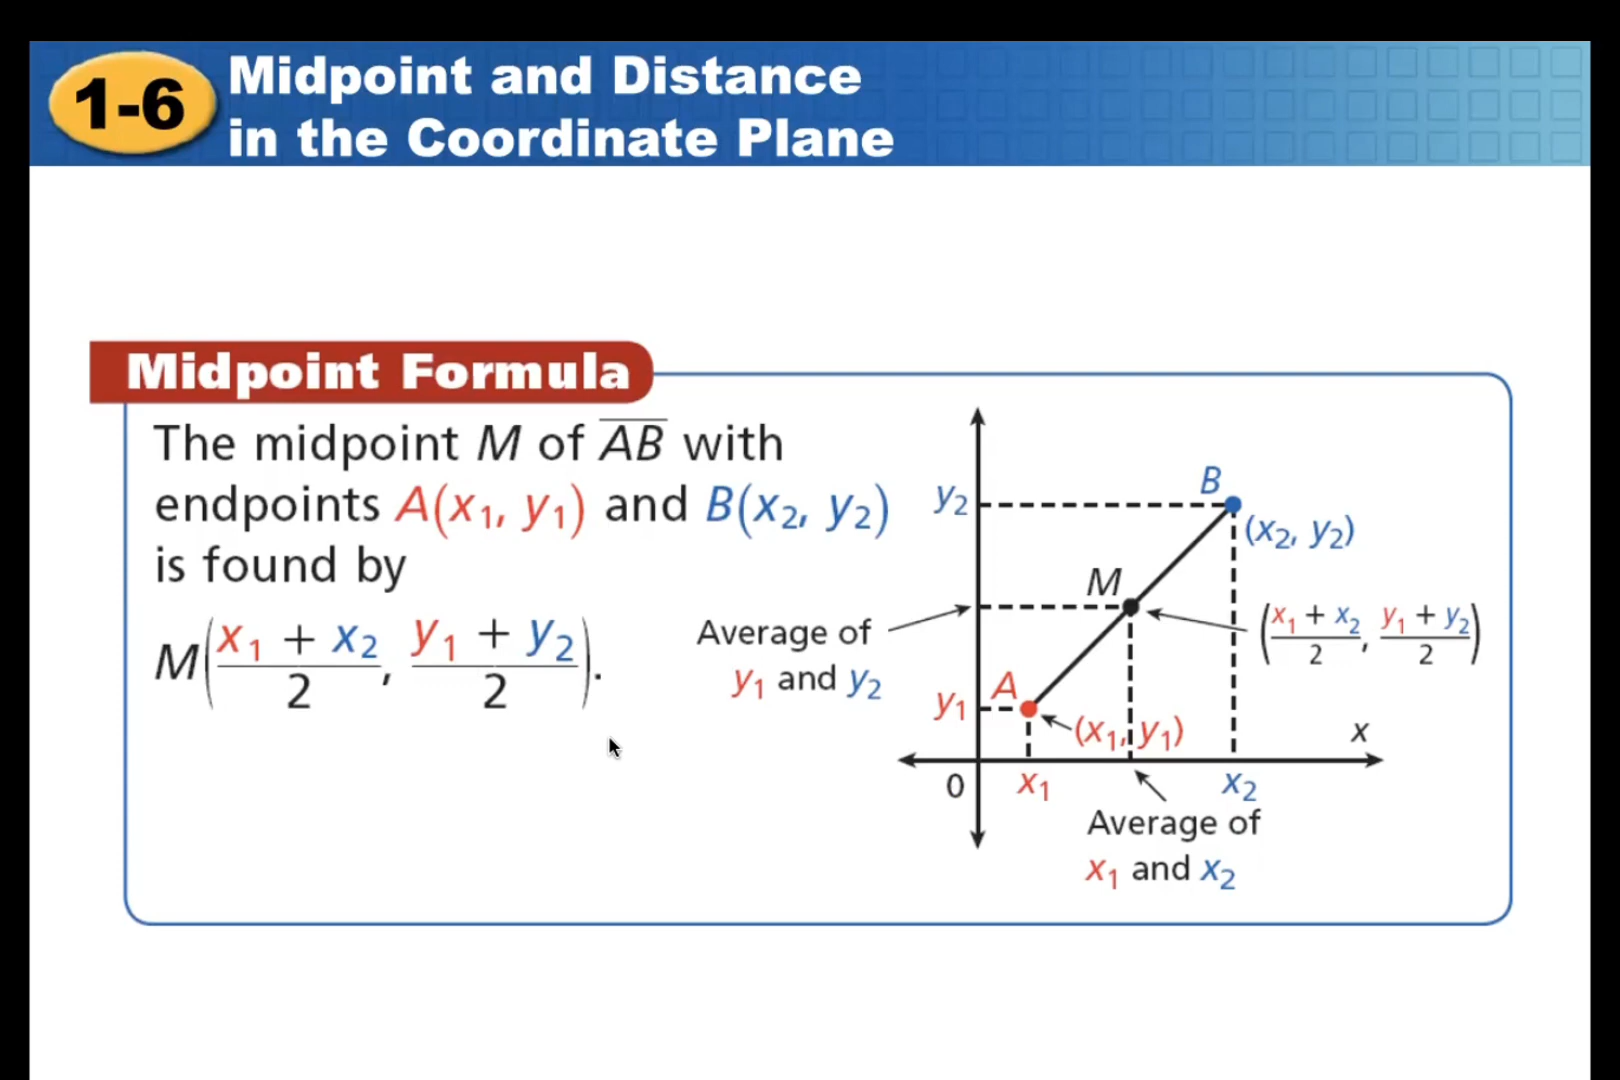 1-6
Midpoint and Distance
in the Coordinate Plane
Midpoint Formula
The midpoint M of A̅B̅ with
endpoints A(x₁, y₁) and B(x₂, y₂)
is found by
M((x₁ + x₂)/2, (y₁ + y₂)/2).
Average of
y₁ and y₂
y₂
B
(x₂, y₂)
M
((x₁ + x₂)/2, (y₁ + y₂)/2)
y₁
A
(x₁, y₁)
x
0
x₁
x₂
Average of
x₁ and x₂